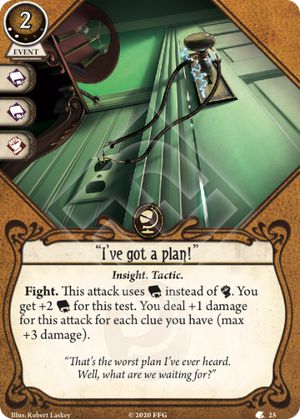 2
EVENT
“I’ve got a plan!”
Insight. Tactic.
Fight. This attack uses instead of . You
get +2 for this test. You deal +1 damage
for this attack for each clue you have (max
+3 damage).
“That’s the worst plan I’ve ever heard.
Well, what are we waiting for?”
Illus. Robert Laskey
© 2020 FFG
25